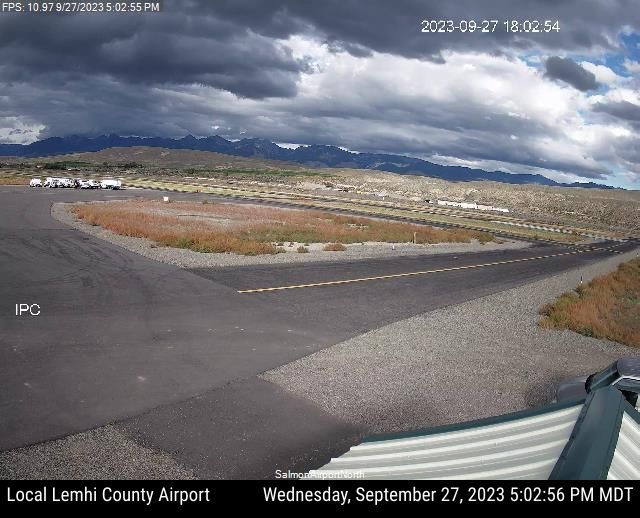 FPS: 10.97 9/27/2023 5:02:55 PM
2023-09-27 18:02:54
IPC
SalmonAirportNorth
Local Lemhi County Airport
Wednesday, September 27, 2023 5:02:56 PM MDT